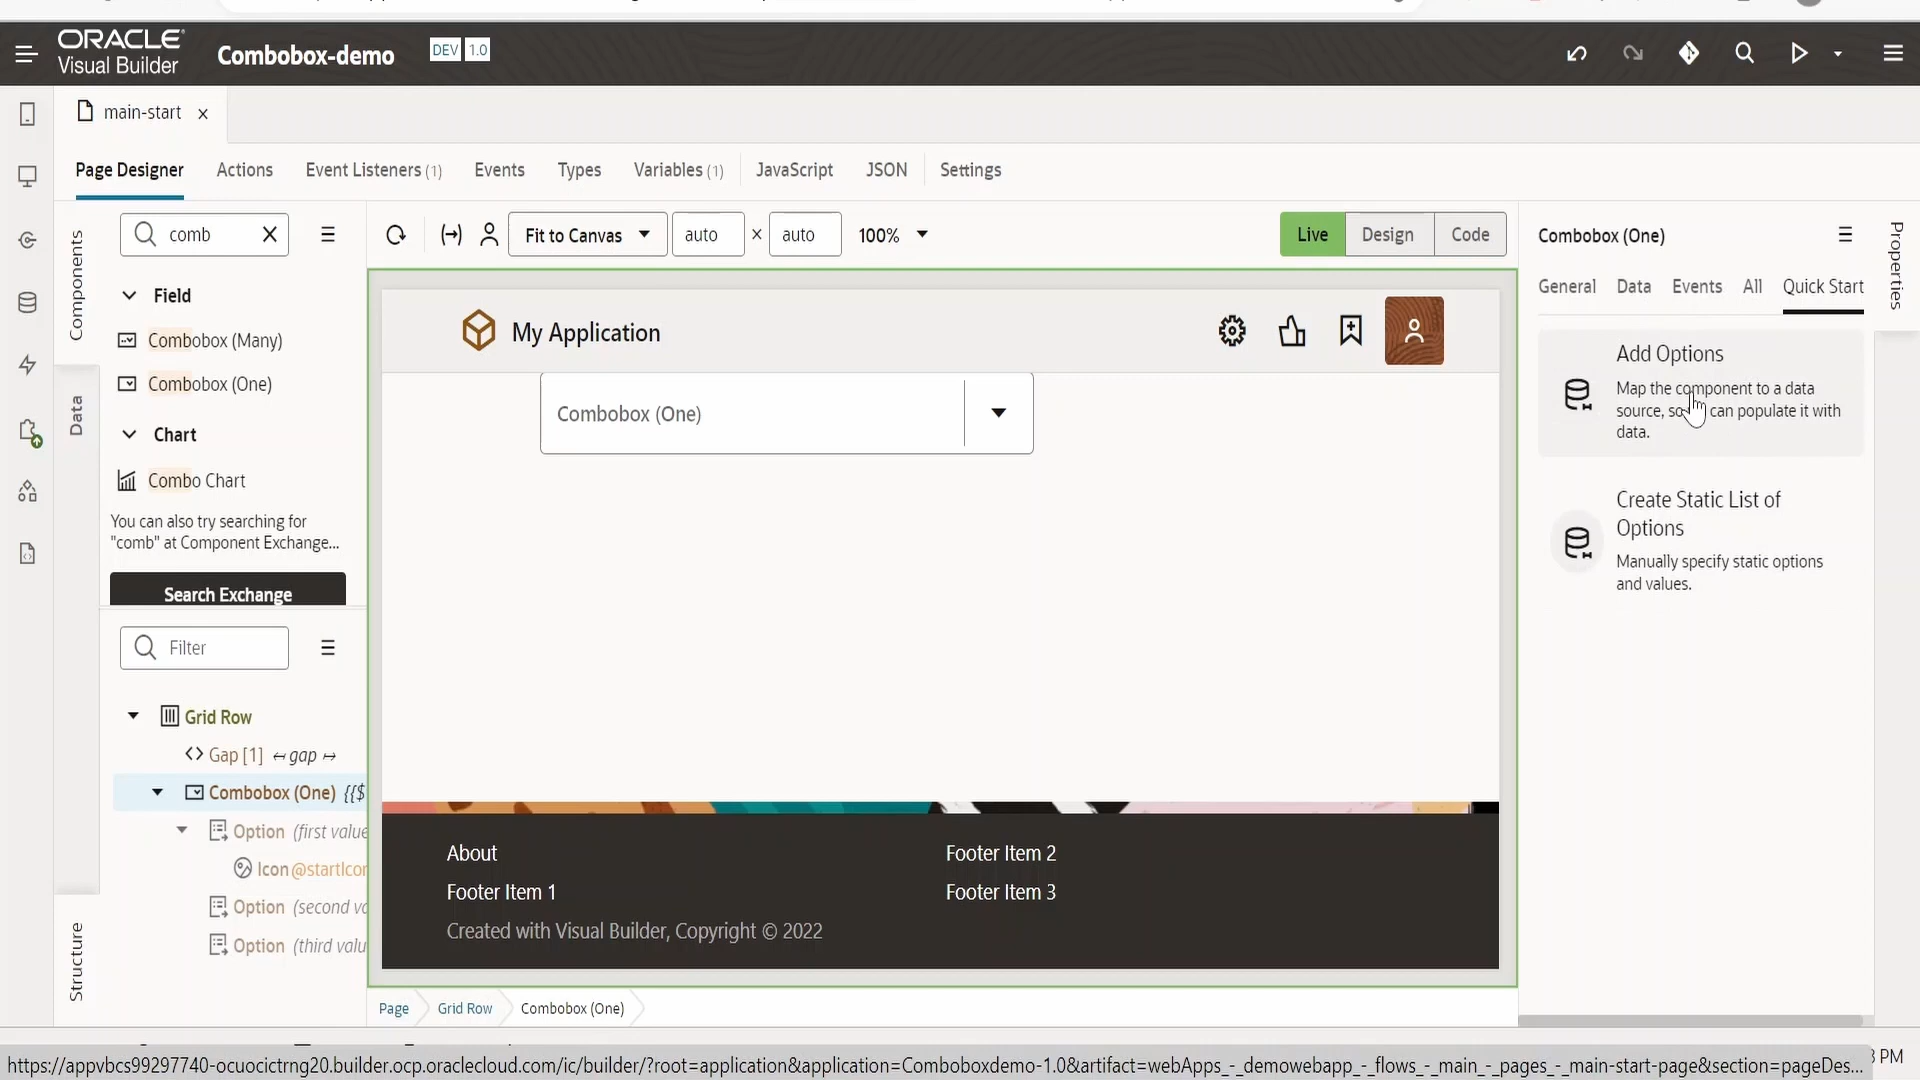 ORACLE
Visual Builder
Combobox-demo
DEV 1.0
main-start
Page Designer
Actions
Event Listeners (1)
Events
Types
Variables (1)
JavaScript
JSON
Settings
Components
Data
Structure
comb
Field
Combobox (Many)
Combobox (One)
Chart
Combo Chart
You can also try searching for
"comb" at Component Exchange...
Search Exchange
Filter
Grid Row
Gap [1] gap
Combobox (One) {{$
Option (first value
Icon @startIcon
Option (second va
Option (third valu
Fit to Canvas
auto × auto
100%
Live
Design
Code
My Application
Combobox (One)
About
Footer Item 1
Footer Item 2
Footer Item 3
Created with Visual Builder, Copyright © 2022
Page
Grid Row
Combobox (One)
Combobox (One)
Properties
General
Data
Events
All
Quick Start
Add Options
Map the component to a data
source, so can populate it with
data.
Create Static List of
Options
Manually specify static options
and values.
https://appvbcs99297740-ocuocictrng20.builder.ocp.oraclecloud.com/ic/builder/?root=application&application=Comboboxdemo-1.0&artifact=webApps_-_demowebapp_-_flows_-_main_-_pages_-_main-start-page&section=pageDes...
PM